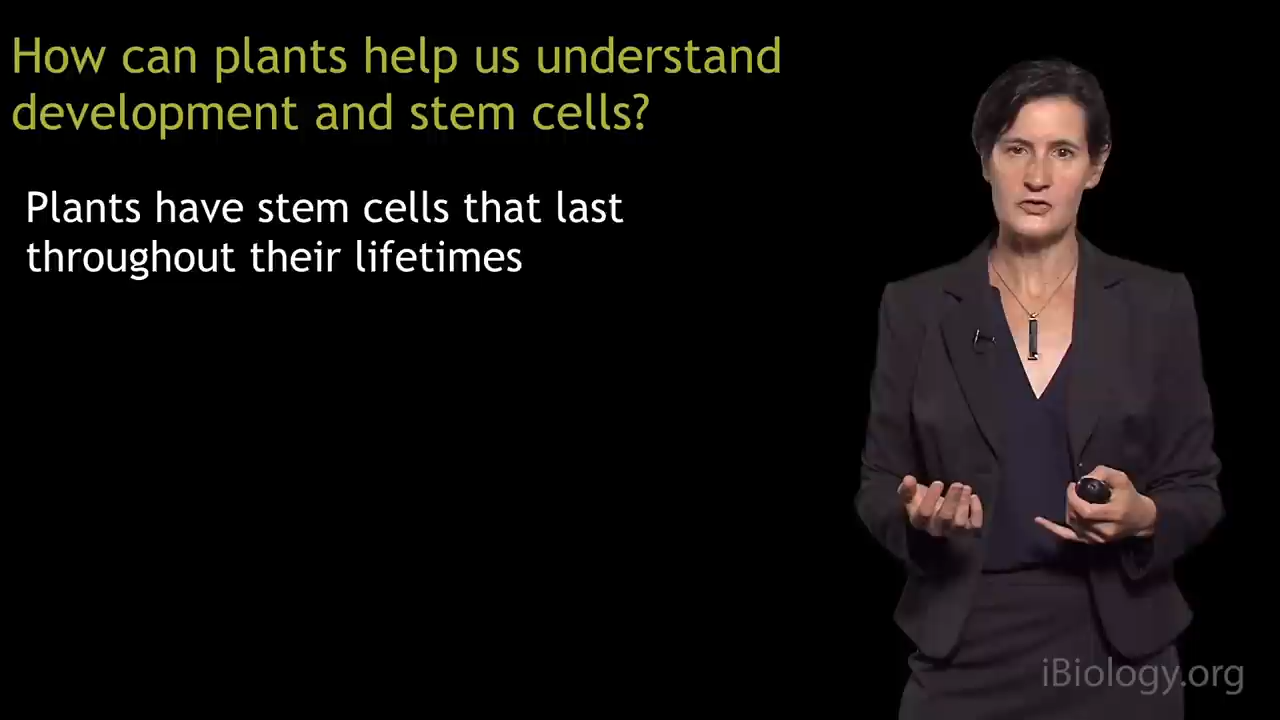 How can plants help us understand
development and stem cells?
Plants have stem cells that last
throughout their lifetimes
iBiology.org